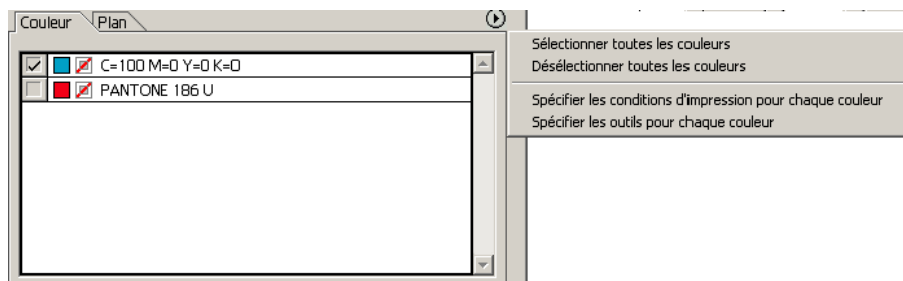 Couleur Plan
C=100 M=0 Y=0 K=0
PANTONE 186 U
Sélectionner toutes les couleurs
Désélectionner toutes les couleurs
Spécifier les conditions d'impression pour chaque couleur
Spécifier les outils pour chaque couleur